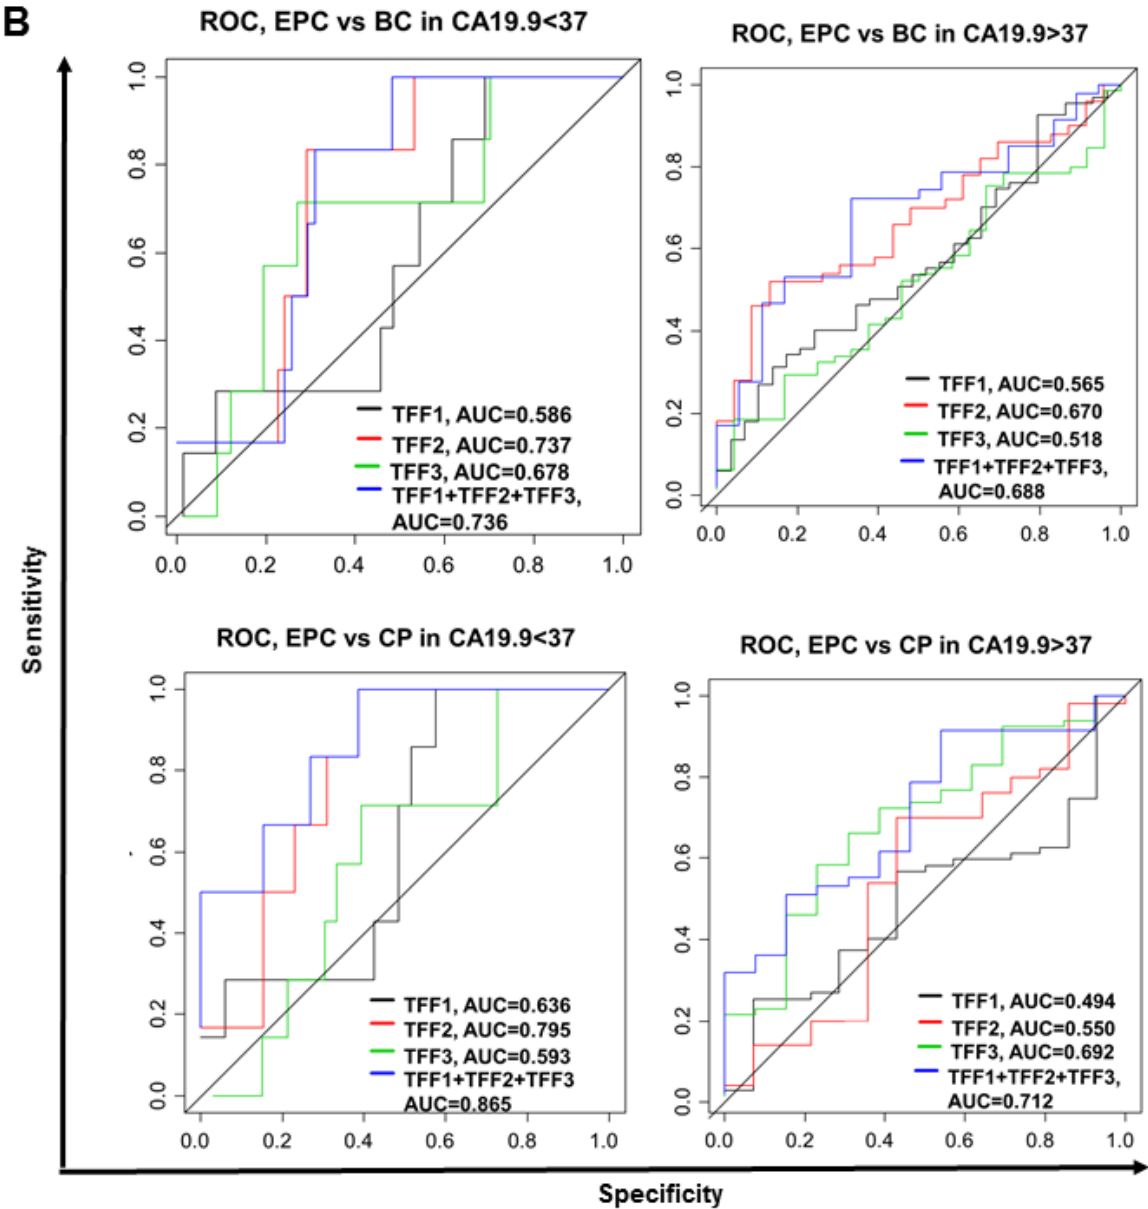 B
ROC, EPC vs BC in CA19.9<37
1.0
0.8
0.6
0.4
0.2
0.0
0.0 0.2 0.4 0.6 0.8 1.0
TFF1, AUC=0.586
TFF2, AUC=0.737
TFF3, AUC=0.678
TFF1+TFF2+TFF3,
AUC=0.736
ROC, EPC vs BC in CA19.9>37
1.0
0.8
0.6
0.4
0.2
0.0
0.0 0.2 0.4 0.6 0.8 1.0
TFF1, AUC=0.565
TFF2, AUC=0.670
TFF3, AUC=0.518
TFF1+TFF2+TFF3,
AUC=0.688
Sensitivity
ROC, EPC vs CP in CA19.9<37
1.0
0.8
0.6
0.4
0.2
0.0
0.0 0.2 0.4 0.6 0.8 1.0
TFF1, AUC=0.636
TFF2, AUC=0.795
TFF3, AUC=0.593
TFF1+TFF2+TFF3
AUC=0.865
ROC, EPC vs CP in CA19.9>37
1.0
0.8
0.6
0.4
0.2
0.0
0.0 0.2 0.4 0.6 0.8 1.0
TFF1, AUC=0.494
TFF2, AUC=0.550
TFF3, AUC=0.692
TFF1+TFF2+TFF3,
AUC=0.712
Specificity